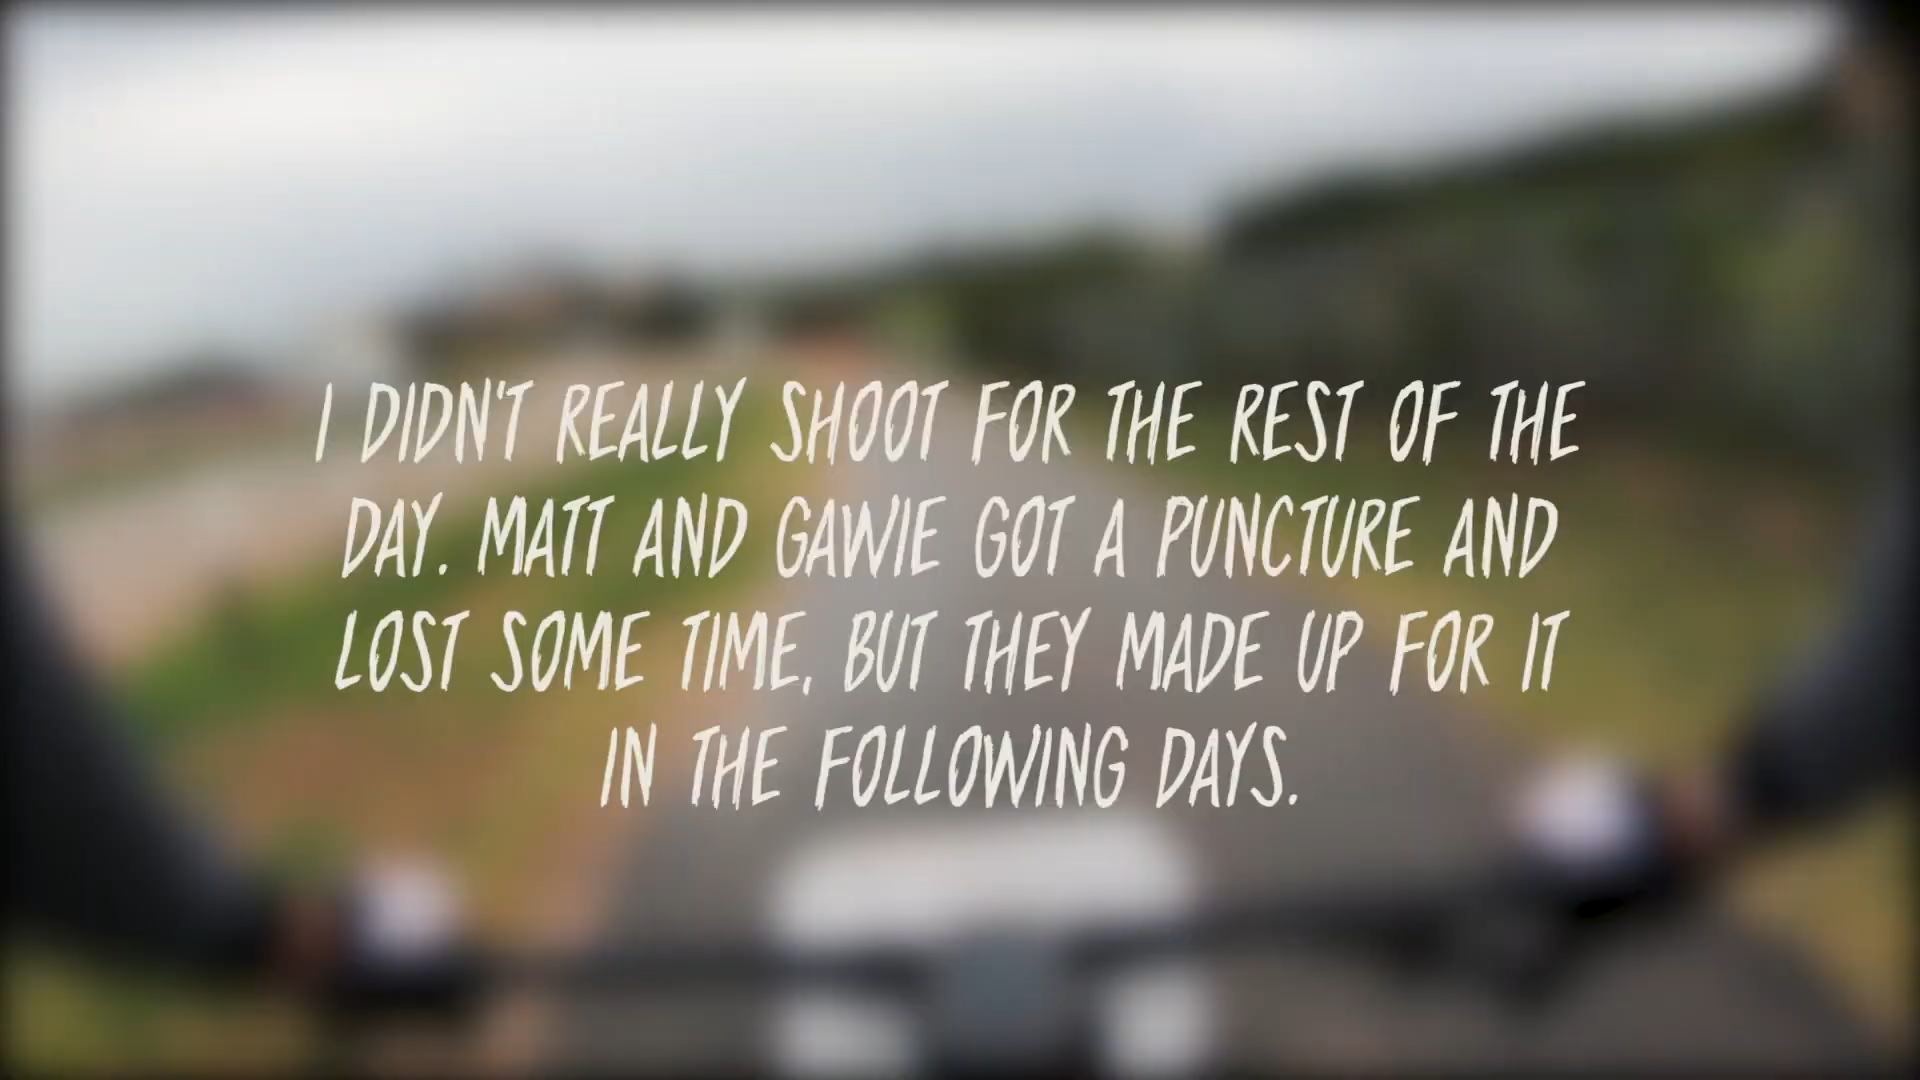 I DIDN'T REALLY SHOOT FOR THE REST OF THE
DAY. MATT AND GAWIE GOT A PUNCTURE AND
LOST SOME TIME, BUT THEY MADE UP FOR IT
IN THE FOLLOWING DAYS.